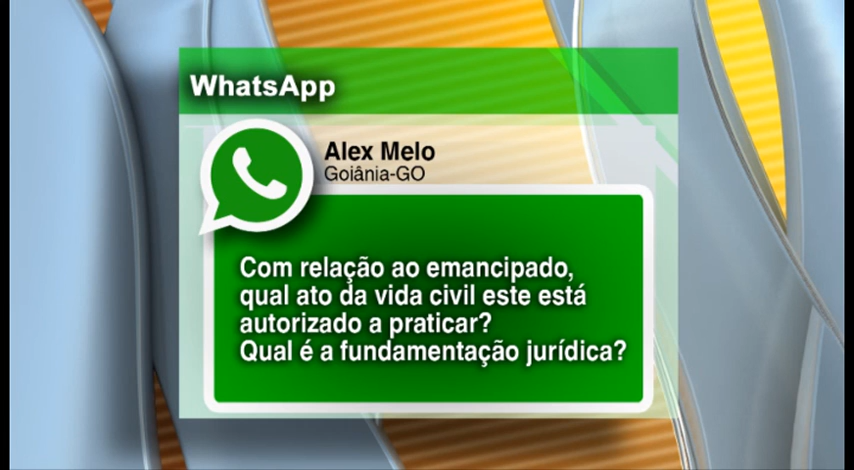 WhatsApp
Alex Melo
Goiânia-GO
Com relação ao emancipado,
qual ato da vida civil este está
autorizado a praticar?
Qual é a fundamentação jurídica?